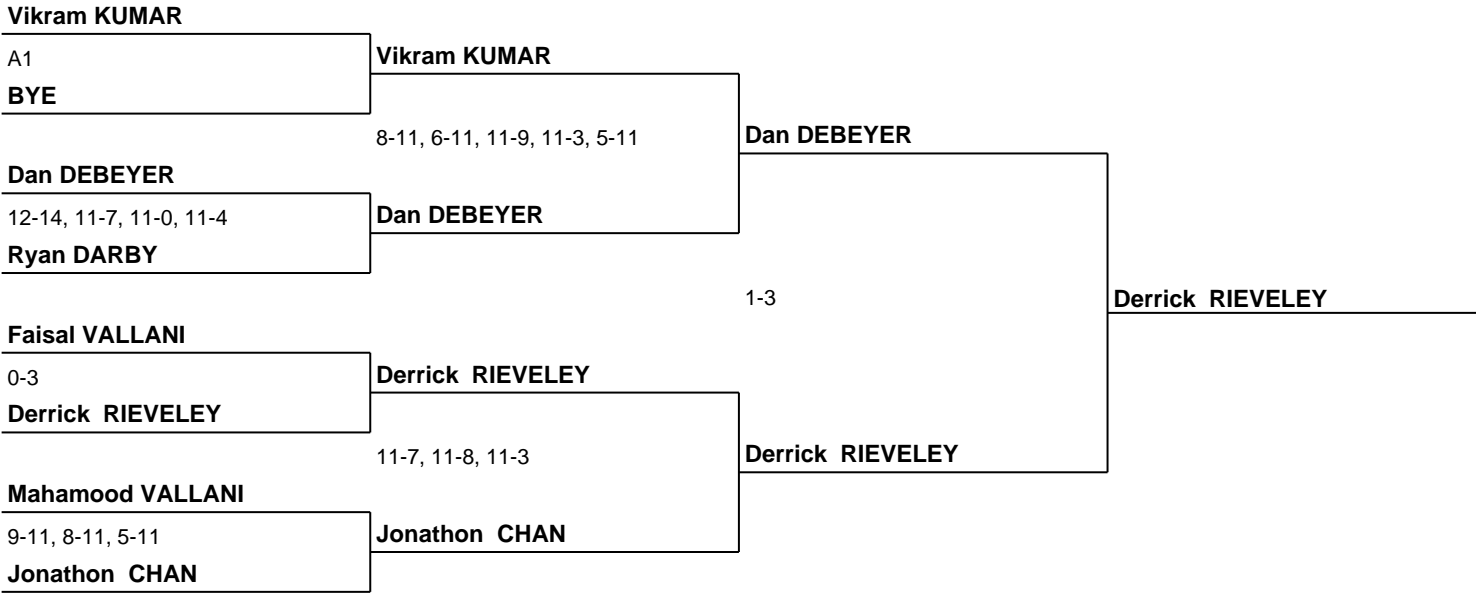 Vikram KUMAR
A1
BYE
Dan DEBEYER
12-14, 11-7, 11-0, 11-4
Ryan DARBY
Faisal VALLANI
0-3
Derrick  RIEVELEY
Mahamood VALLANI
9-11, 8-11, 5-11
Jonathon  CHAN
Vikram KUMAR
8-11, 6-11, 11-9, 11-3, 5-11
Dan DEBEYER
Derrick  RIEVELEY
11-7, 11-8, 11-3
Jonathon  CHAN
Dan DEBEYER
1-3
Derrick  RIEVELEY
Derrick  RIEVELEY